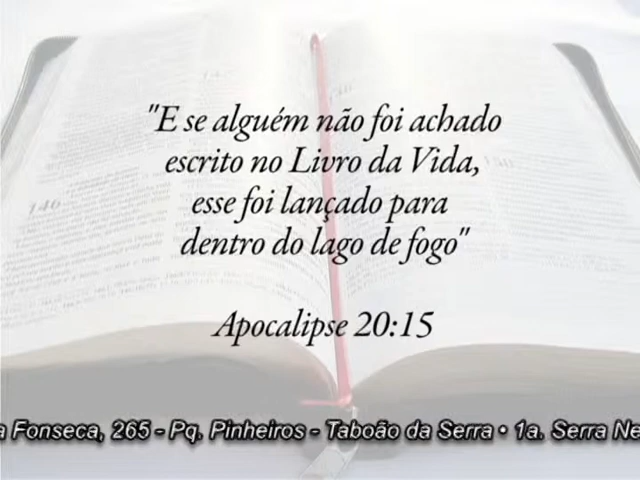 "E se alguém não foi achado
escrito no Livro da Vida,
esse foi lançado para
dentro do lago de fogo"
Apocalipse 20:15
a Fonseca, 265 - Pq. Pinheiros - Taboão da Serra • 1a. Serra Ne